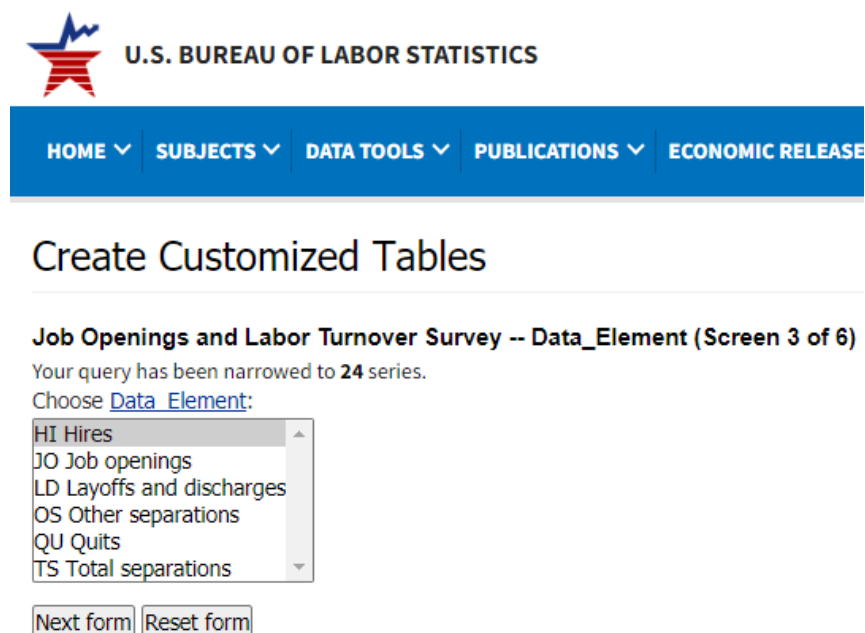 U.S. BUREAU OF LABOR STATISTICS
HOME SUBJECTS DATA TOOLS PUBLICATIONS ECONOMIC RELEASE
Create Customized Tables
Job Openings and Labor Turnover Survey -- Data_Element (Screen 3 of 6)
Your query has been narrowed to 24 series.
Choose Data_Element:
HI Hires
JO Job openings
LD Layoffs and discharges
OS Other separations
QU Quits
TS Total separations
Next form Reset form